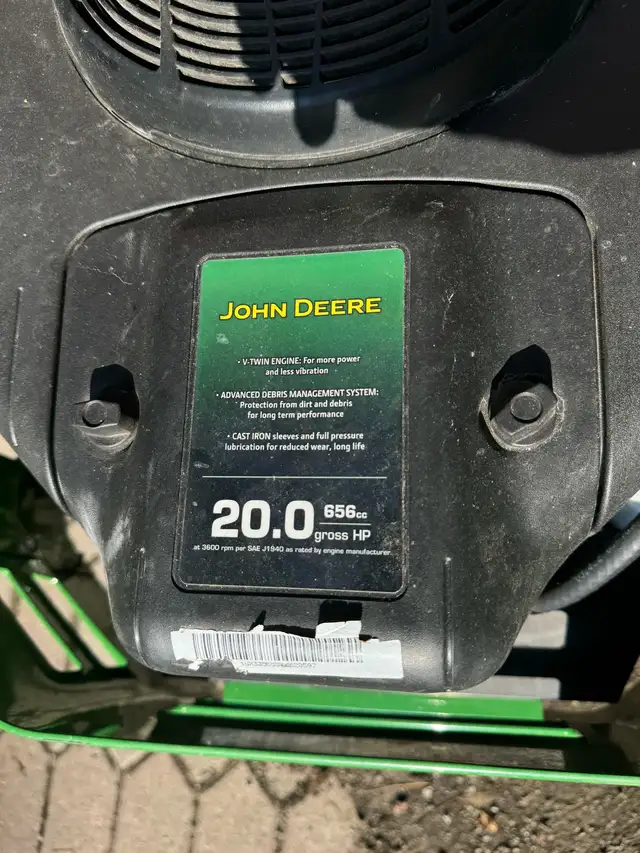 JOHN DEERE
• V-TWIN ENGINE: For more power
and less vibration
• ADVANCED DEBRIS MANAGEMENT SYSTEM:
Protection from dirt and debris
for long term performance
• CAST IRON sleeves and full pressure
lubrication for reduced wear, long life
20.0 656cc
gross HP
at 3600 rpm per SAE J1940 as rated by engine manufacturer